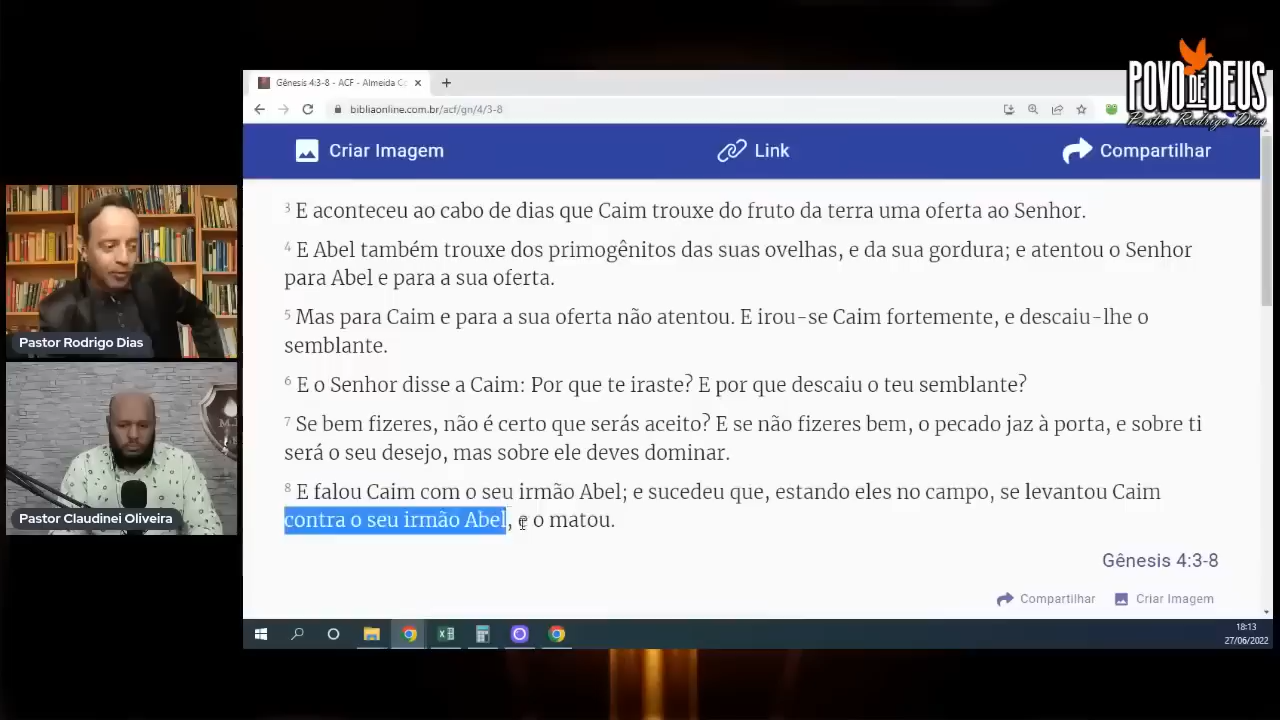 POVO DE DEUS
Pastor Rodrigo Dias
Gênesis 4:3-8 - ACF - Almeida Co
bibliaonline.com.br/acf/gn/4/3-8
Criar Imagem
Link
Compartilhar
3 E aconteceu ao cabo de dias que Caim trouxe do fruto da terra uma oferta ao Senhor.
4 E Abel também trouxe dos primogênitos das suas ovelhas, e da sua gordura; e atentou o Senhor
para Abel e para a sua oferta.
5 Mas para Caim e para a sua oferta não atentou. E irou-se Caim fortemente, e descaiu-lhe o
semblante.
6 E o Senhor disse a Caim: Por que te iraste? E por que descaiu o teu semblante?
7 Se bem fizeres, não é certo que serás aceito? E se não fizeres bem, o pecado jaz à porta, e sobre ti
será o seu desejo, mas sobre ele deves dominar.
8 E falou Caim com o seu irmão Abel; e sucedeu que, estando eles no campo, se levantou Caim
contra o seu irmão Abel, e o matou.
Gênesis 4:3-8
Compartilhar
Criar Imagem
Pastor Rodrigo Dias
Pastor Claudinei Oliveira
18:13
27/06/2022